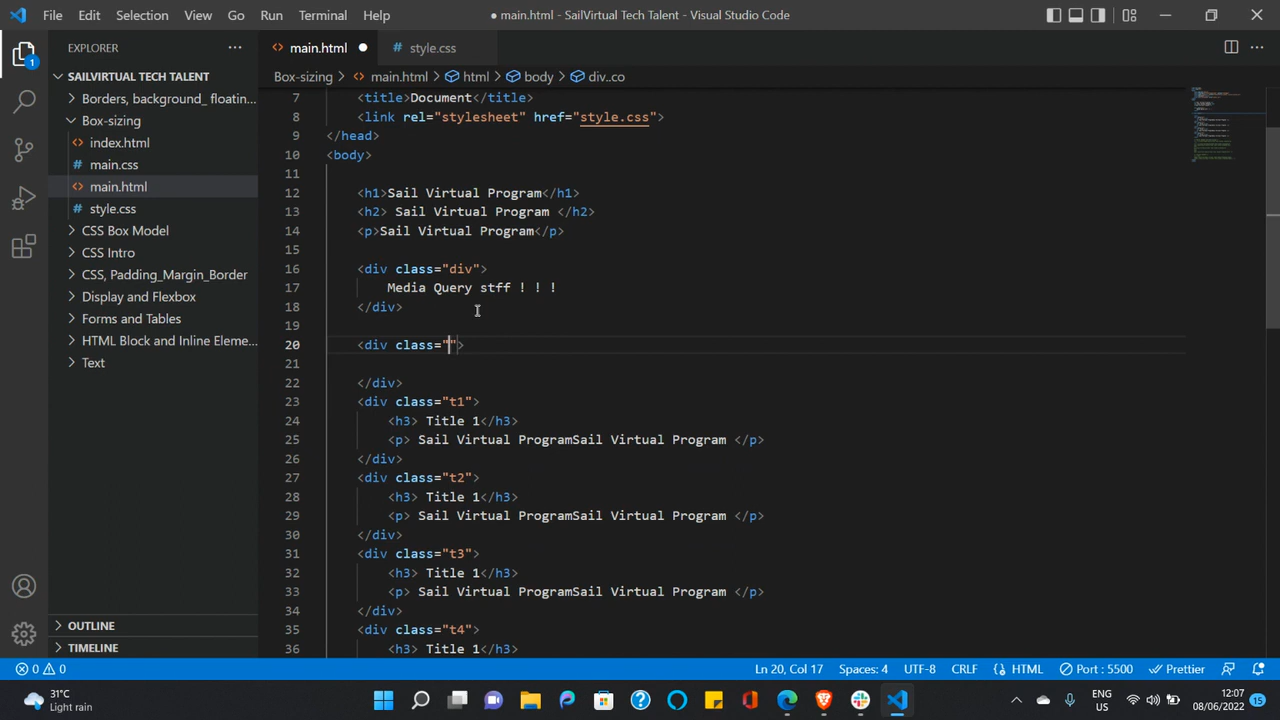 File Edit Selection View Go Run Terminal Help ● main.html - SailVirtual Tech Talent - Visual Studio Code
EXPLORER ···
SAILVIRTUAL TECH TALENT
Borders, background_ floatin...
Box-sizing
index.html
main.css
main.html
style.css
CSS Box Model
CSS Intro
CSS, Padding_Margin_Border
Display and Flexbox
Forms and Tables
HTML Block and Inline Eleme...
Text
OUTLINE
TIMELINE
1
main.html ● style.css
Box-sizing > main.html > html > body > div..co
7 <title>Document</title>
8 <link rel="stylesheet" href="style.css">
9 </head>
10 <body>
11
12 <h1>Sail Virtual Program</h1>
13 <h2> Sail Virtual Program </h2>
14 <p>Sail Virtual Program</p>
15
16 <div class="div">
17 Media Query stff ! ! !
18 </div>
19
20 <div class="">
21
22 </div>
23 <div class="t1">
24 <h3> Title 1</h3>
25 <p> Sail Virtual ProgramSail Virtual Program </p>
26 </div>
27 <div class="t2">
28 <h3> Title 1</h3>
29 <p> Sail Virtual ProgramSail Virtual Program </p>
30 </div>
31 <div class="t3">
32 <h3> Title 1</h3>
33 <p> Sail Virtual ProgramSail Virtual Program </p>
34 </div>
35 <div class="t4">
36 <h3> Title 1</h3>
0 0 Ln 20, Col 17 Spaces: 4 UTF-8 CRLF HTML Port : 5500 Prettier
31°C
Light rain
ENG
US
12:07
08/06/2022
15